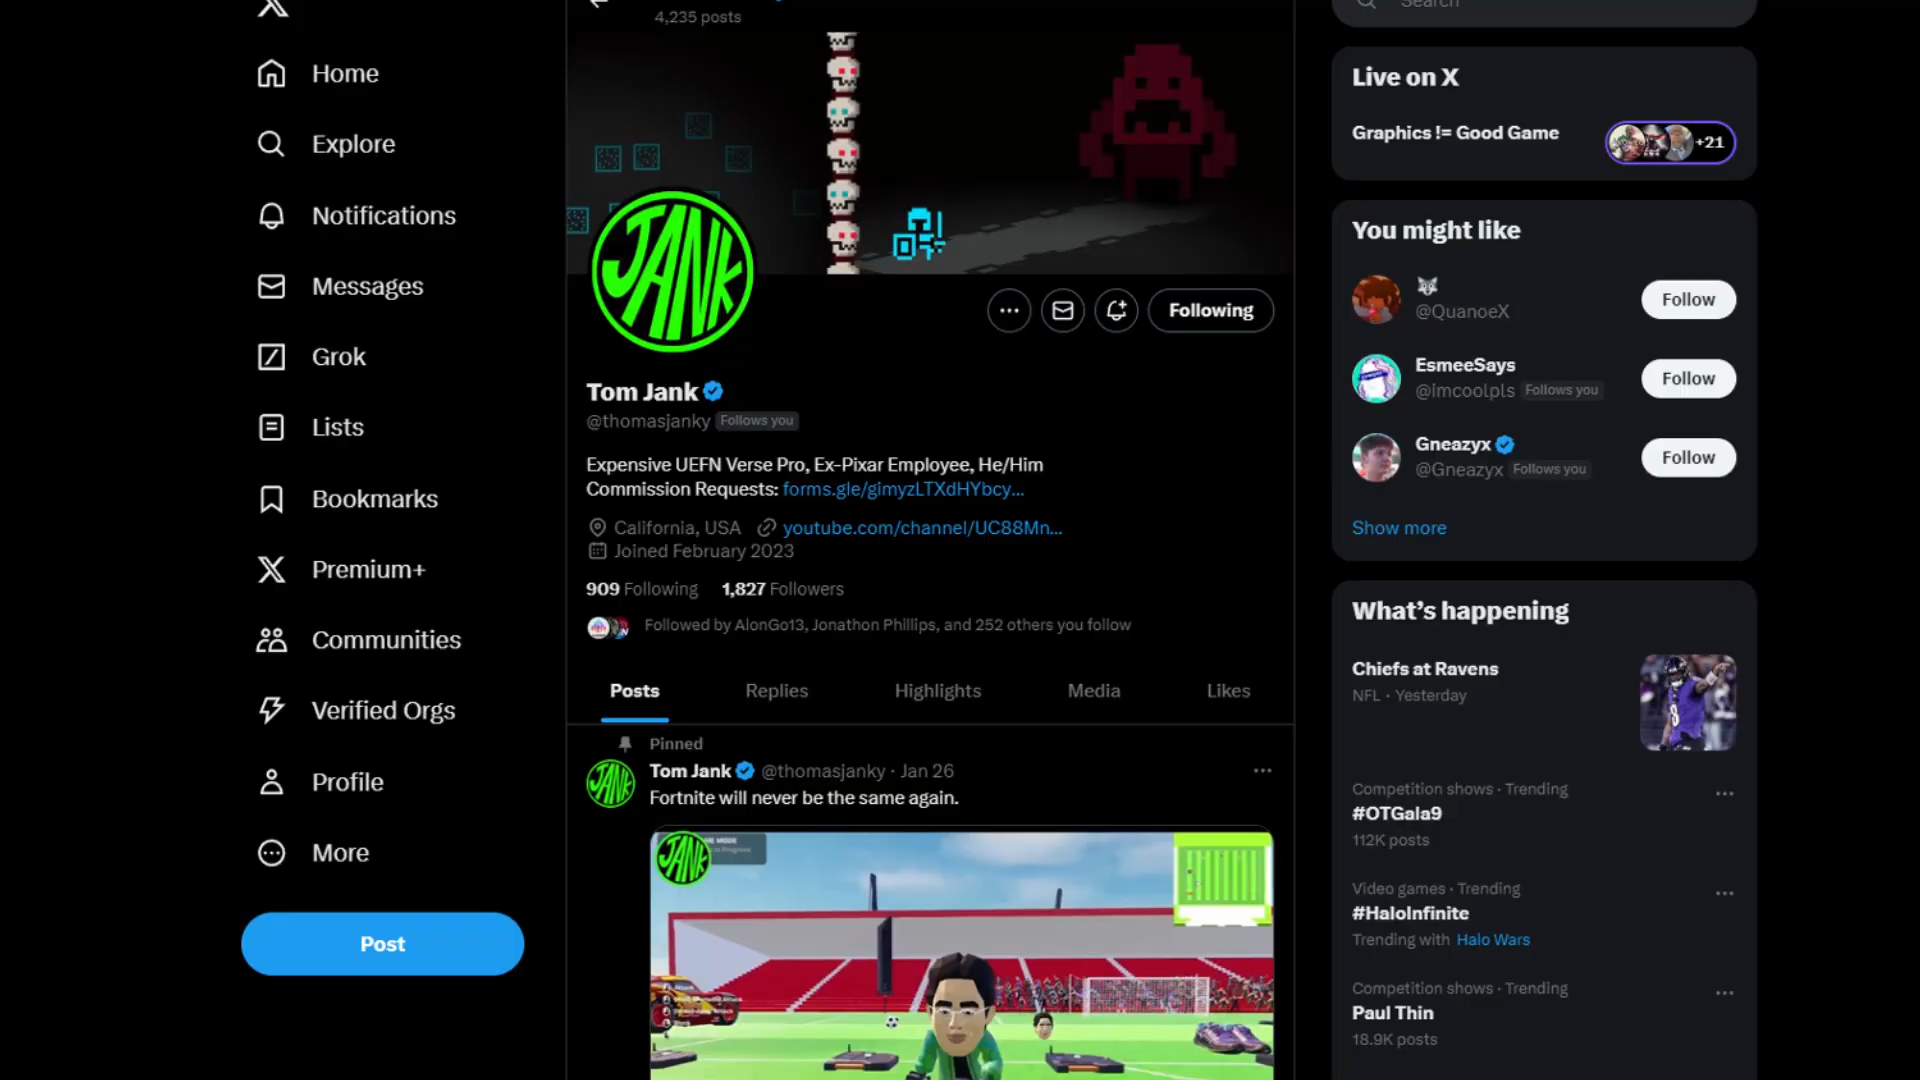 4,235 posts
Home
Explore
Notifications
Messages
Grok
Lists
Bookmarks
Premium+
Communities
Verified Orgs
Profile
More
Post
JANK
Following
Tom Jank
@thomasjanky Follows you
Expensive UEFN Verse Pro, Ex-Pixar Employee, He/Him
Commission Requests: forms.gle/gimyzLTXdHYbcy...
California, USA youtube.com/channel/UC88Mn...
Joined February 2023
909 Following 1,827 Followers
Followed by AlonGo13, Jonathon Phillips, and 252 others you follow
Posts Replies Highlights Media Likes
Pinned
JANK
Tom Jank @thomasjanky · Jan 26
Fortnite will never be the same again.
JANK
Search
Live on X
Graphics != Good Game
+21
You might like
@QuanoeX
Follow
EsmeeSays
@imcoolpls Follows you
Follow
Gneazyx
@Gneazyx Follows you
Follow
Show more
What's happening
Chiefs at Ravens
NFL · Yesterday
8
Competition shows · Trending
#OTGala9
112K posts
Video games · Trending
#HaloInfinite
Trending with Halo Wars
Competition shows · Trending
Paul Thin
18.9K posts